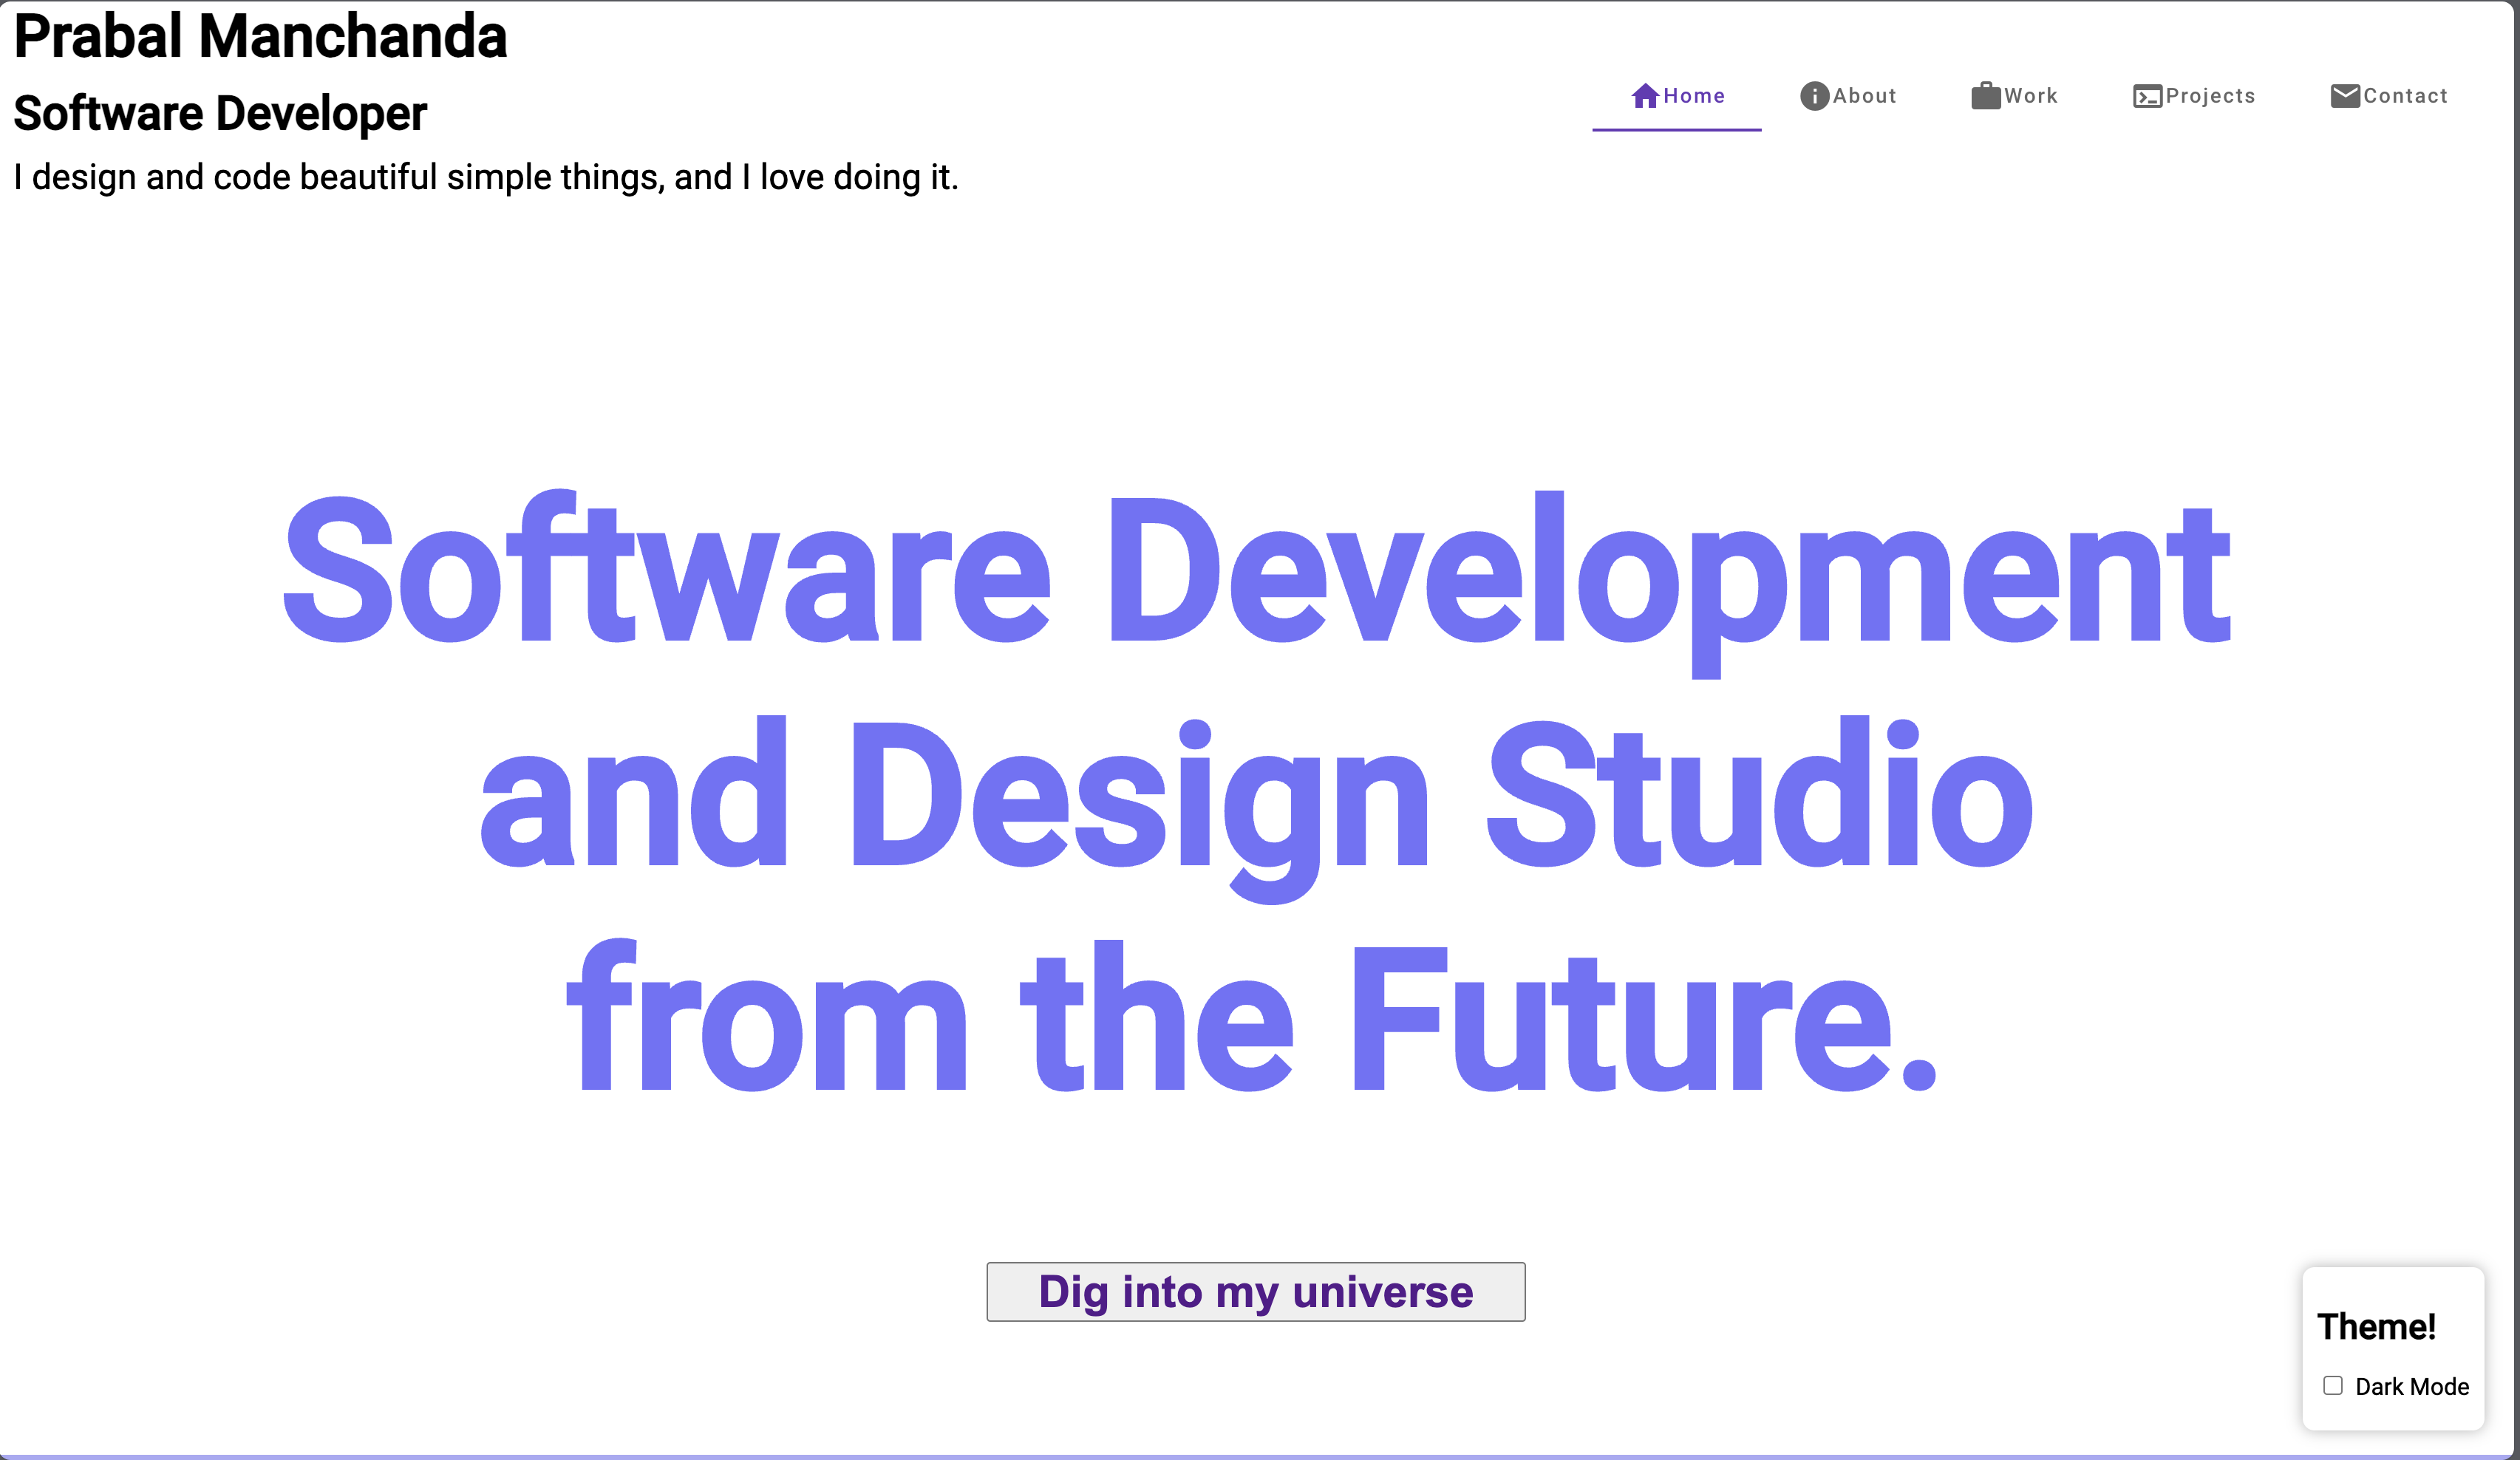 Prabal Manchanda
Software Developer
I design and code beautiful simple things, and I love doing it.
Home About Work Projects Contact
Software Development
and Design Studio
from the Future.
Dig into my universe
Theme!
Dark Mode